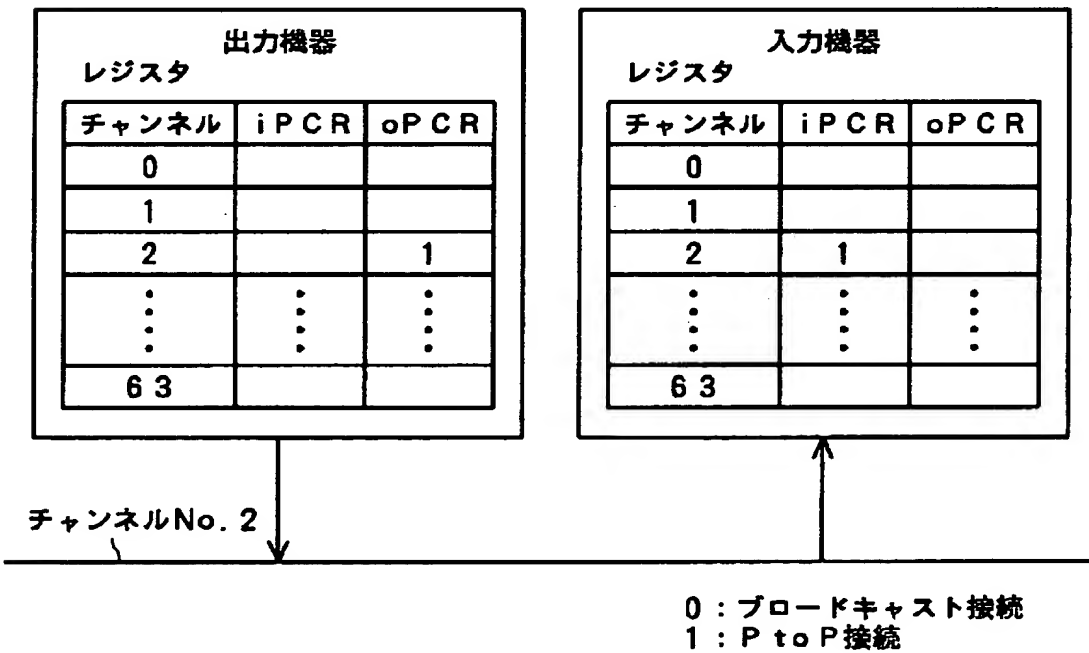 出力機器
レジスタ
チャンネル iPCR oPCR
0
1
2 1
63
入力機器
レジスタ
チャンネル iPCR oPCR
0
1
2 1
63
チャンネルNo. 2
0：ブロードキャスト接続
1：P to P接続